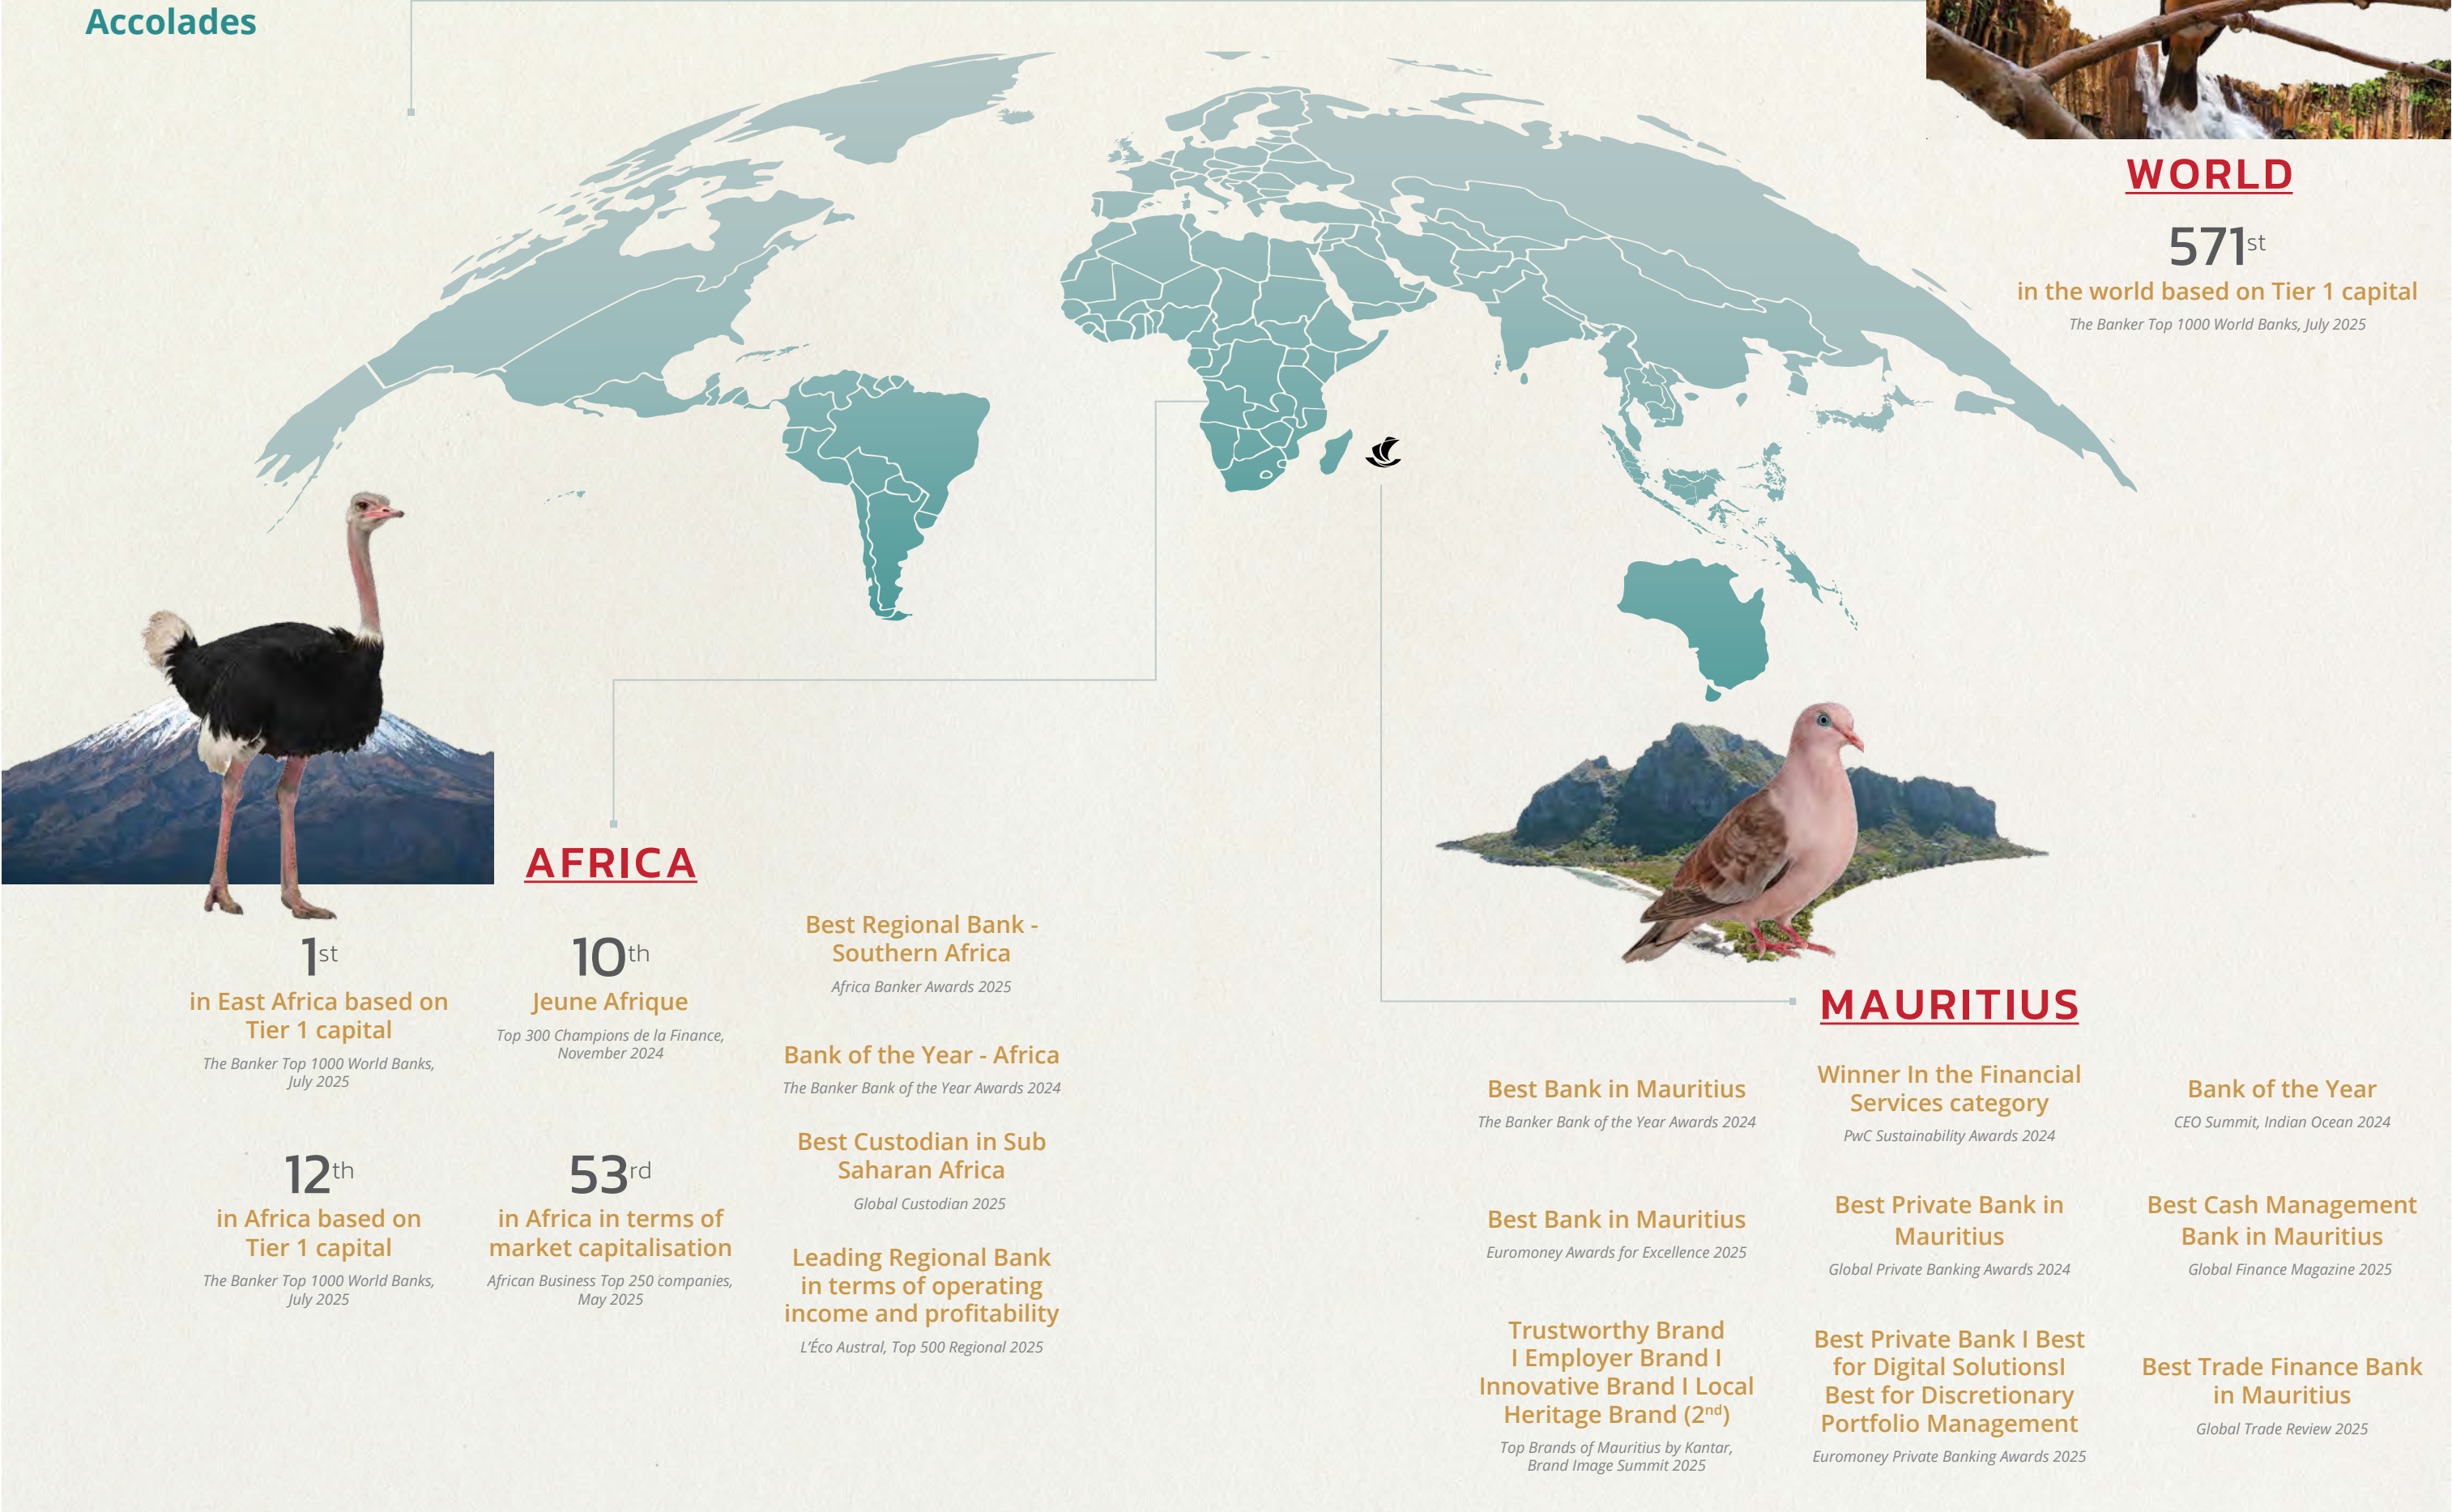 Accolades
WORLD
571st
in the world based on Tier 1 capital
The Banker Top 1000 World Banks, July 2025
AFRICA
1st
in East Africa based on
Tier 1 capital
The Banker Top 1000 World Banks,
July 2025
10th
Jeune Afrique
Top 300 Champions de la Finance,
November 2024
12th
in Africa based on
Tier 1 capital
The Banker Top 1000 World Banks,
July 2025
53rd
in Africa in terms of
market capitalisation
African Business Top 250 companies,
May 2025
Best Regional Bank -
Southern Africa
Africa Banker Awards 2025
Bank of the Year - Africa
The Banker Bank of the Year Awards 2024
Best Custodian in Sub
Saharan Africa
Global Custodian 2025
Leading Regional Bank
in terms of operating
income and profitability
L'Éco Austral, Top 500 Regional 2025
MAURITIUS
Best Bank in Mauritius
The Banker Bank of the Year Awards 2024
Winner In the Financial
Services category
PwC Sustainability Awards 2024
Bank of the Year
CEO Summit, Indian Ocean 2024
Best Bank in Mauritius
Euromoney Awards for Excellence 2025
Best Private Bank in
Mauritius
Global Private Banking Awards 2024
Best Cash Management
Bank in Mauritius
Global Finance Magazine 2025
Trustworthy Brand
I Employer Brand I
Innovative Brand I Local
Heritage Brand (2nd)
Top Brands of Mauritius by Kantar,
Brand Image Summit 2025
Best Private Bank I Best
for Digital SolutionsI
Best for Discretionary
Portfolio Management
Euromoney Private Banking Awards 2025
Best Trade Finance Bank
in Mauritius
Global Trade Review 2025